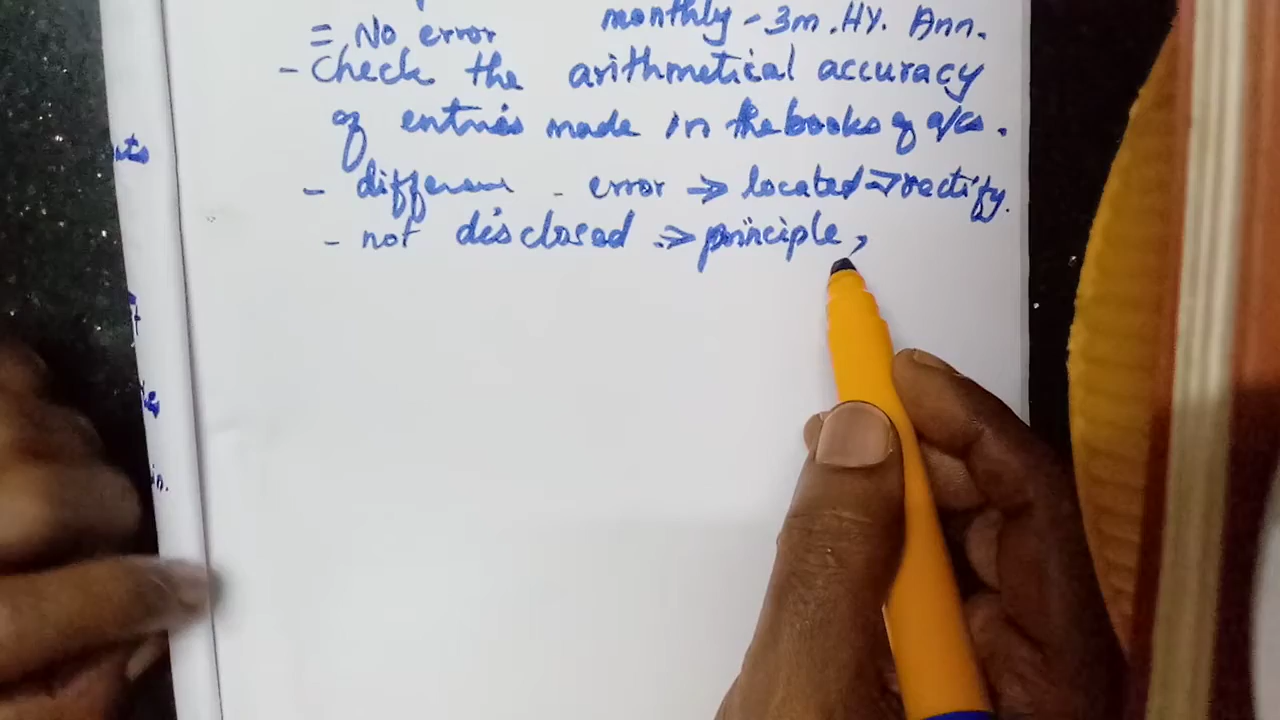 = No error monthly - 3m. HY. Ann.
- check the arithmetical accuracy
of entries made in the books of a/cs.
- different - error → located → rectify.
- not disclosed .→ principle,